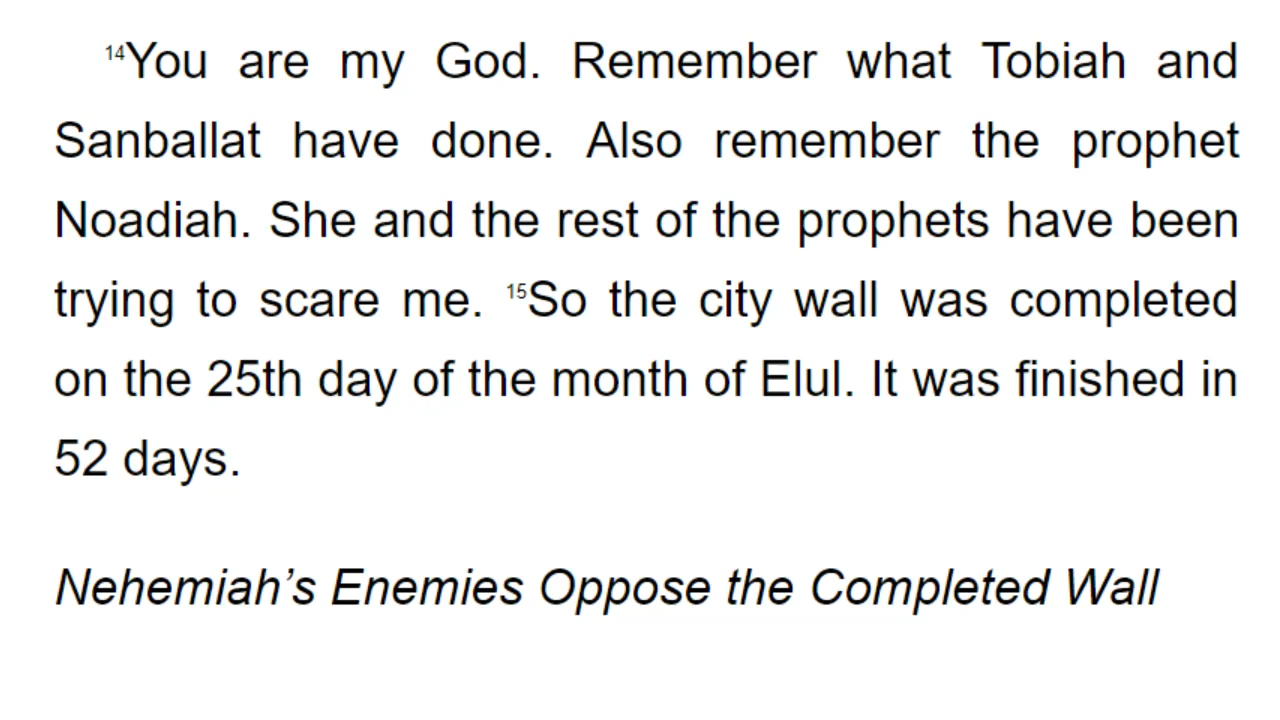 14You are my God. Remember what Tobiah and
Sanballat have done. Also remember the prophet
Noadiah. She and the rest of the prophets have been
trying to scare me. 15So the city wall was completed
on the 25th day of the month of Elul. It was finished in
52 days.
Nehemiah’s Enemies Oppose the Completed Wall